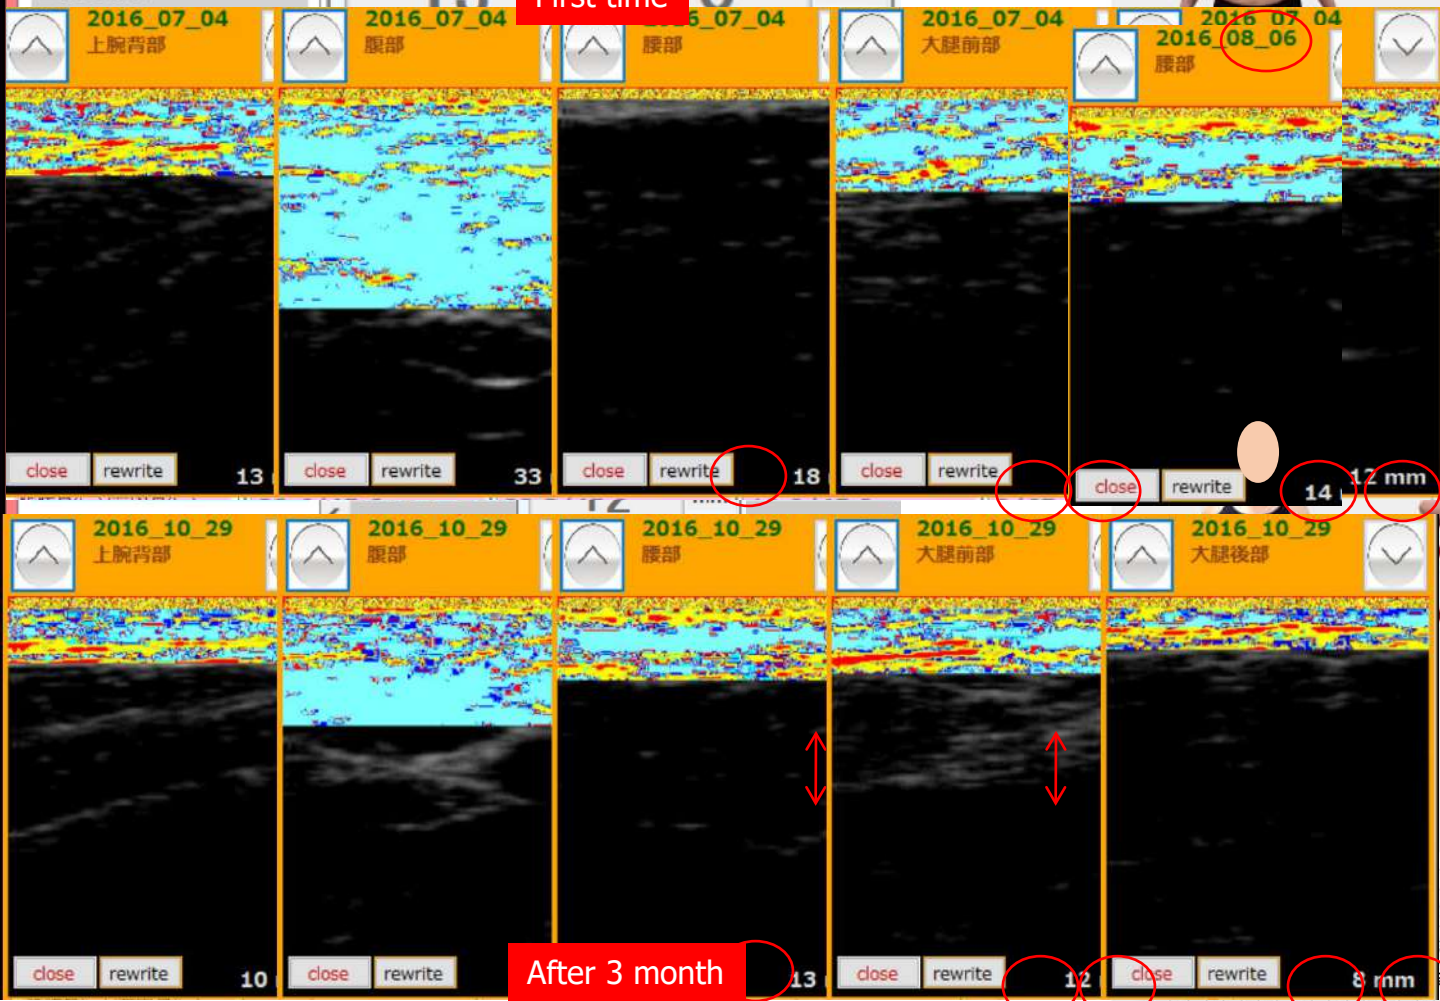 First time
2016_07_04
上腕背部
2016_07_04
腹部
6_07_04
腰部
2016_07_04
大腿前部
2016_07_04
2016_08_06
腰部
close rewrite 13
close rewrite 33
close rewrite 18
close rewrite
close rewrite 14
12 mm
2016_10_29
上腕背部
2016_10_29
腹部
2016_10_29
腰部
2016_10_29
大腿前部
2016_10_29
大腿後部
close rewrite 10
close rewrite
After 3 month
13
close rewrite 12
close rewrite 8 mm